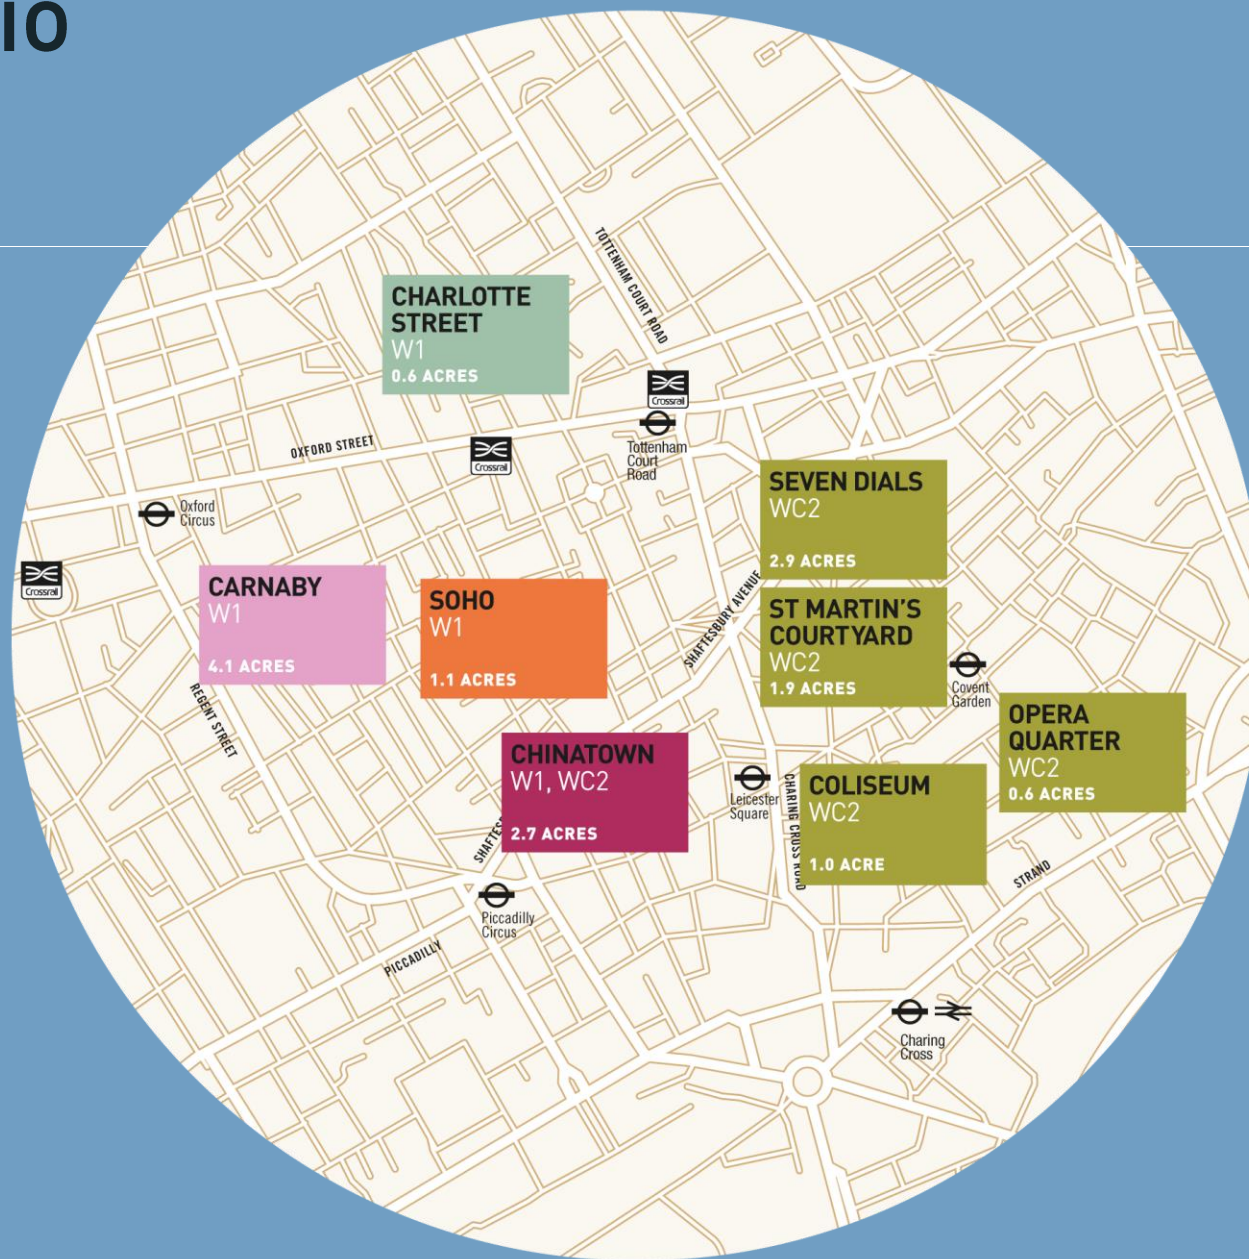 IO
TOTTENHAM COURT ROAD
CHARLOTTE
STREET
W1
0.6 ACRES
Crossrail
OXFORD STREET
Crossrail
Tottenham
Court
Road
Oxford
Circus
SEVEN DIALS
WC2
2.9 ACRES
Crossrail
CARNABY
W1
4.1 ACRES
SOHO
W1
1.1 ACRES
SHAFTESBURY AVENUE
ST MARTIN'S
COURTYARD
WC2
1.9 ACRES
Covent
Garden
REGENT STREET
OPERA
QUARTER
WC2
0.6 ACRES
CHINATOWN
W1, WC2
2.7 ACRES
SHAFTES
Leicester
Square
CHARING CROSS ROAD
COLISEUM
WC2
1.0 ACRE
STRAND
Piccadilly
Circus
PICCADILLY
Charing
Cross